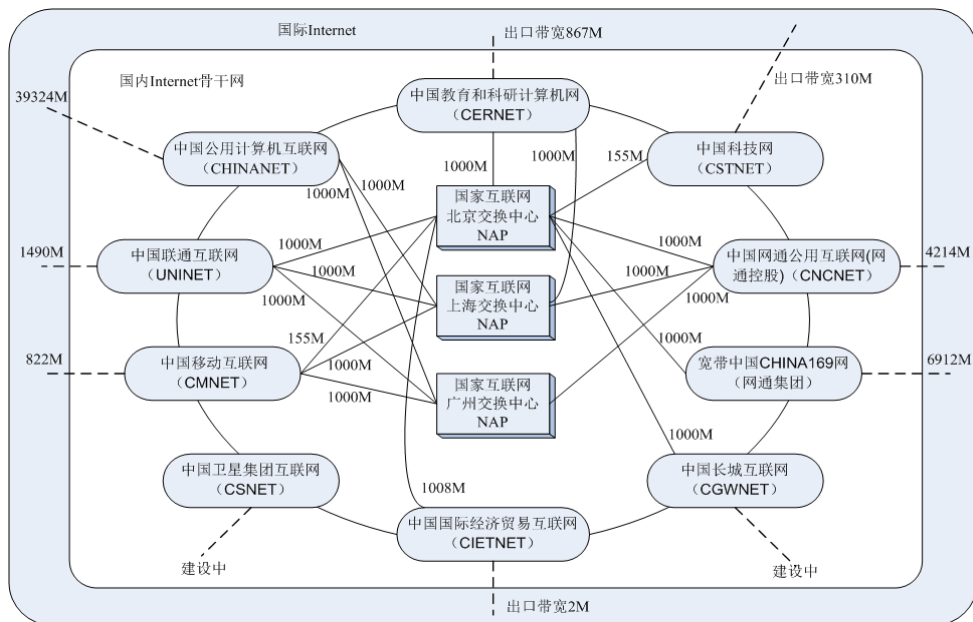 国际Internet
出口带宽867M
国内Internet骨干网
出口带宽310M
39324M
中国教育和科研计算机网
(CERNET)
中国公用计算机互联网
(CHINANET)
中国科技网
(CSTNET)
1000M
1000M
155M
1000M
1000M
国家互联网
北京交换中心
NAP
1490M
中国联通互联网
(UNINET)
1000M
1000M
1000M
1000M
1000M
1000M
中国网通公用互联网(网
通控股) (CNCNET)
4214M
国家互联网
上海交换中心
NAP
822M
中国移动互联网
(CMNET)
155M
1000M
1000M
1000M
宽带中国CHINA169网
(网通集团)
6912M
国家互联网
广州交换中心
NAP
1000M
中国卫星集团互联网
(CSNET)
1008M
中国长城互联网
(CGWNET)
中国国际经济贸易互联网
(CIETNET)
建设中
建设中
出口带宽2M